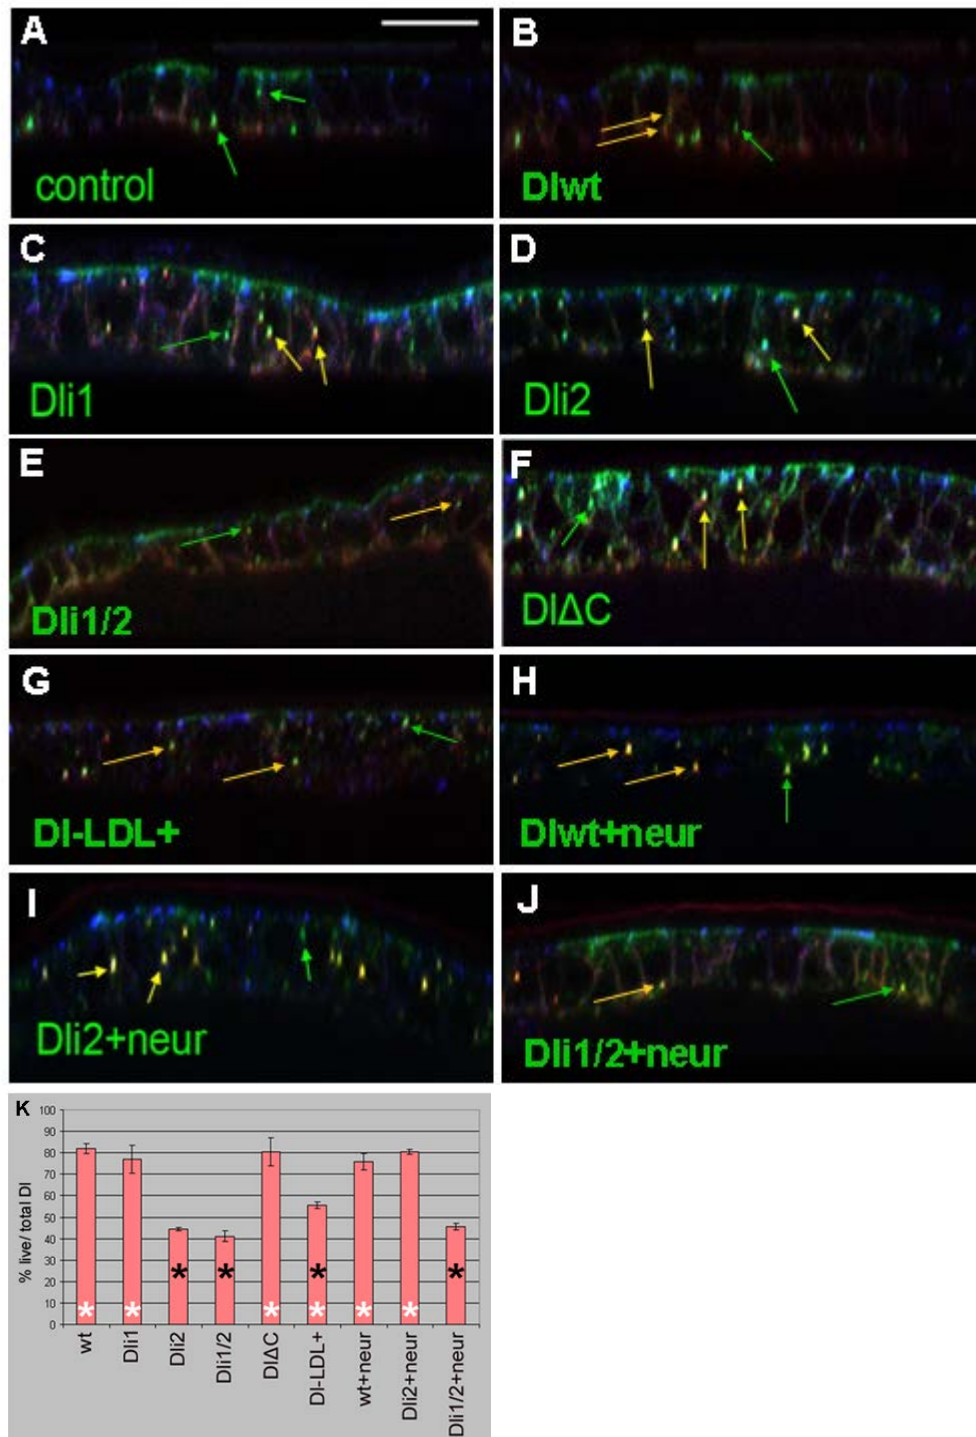 A
control
B
Dlwt
C
Dli1
D
Dli2
E
Dli1/2
F
DlΔC
G
Dl-LDL+
H
Dlwt+neur
I
Dli2+neur
J
Dli1/2+neur
K
100
90
80
70
60
50
40
30
20
10
0
% live/ total Dl
* * * *
* * * * * *
wt
Dli1
Dli2
Dli1/2
DlΔC
Dl-LDL+
wt+neur
Dli2+neur
Dli1/2+neur